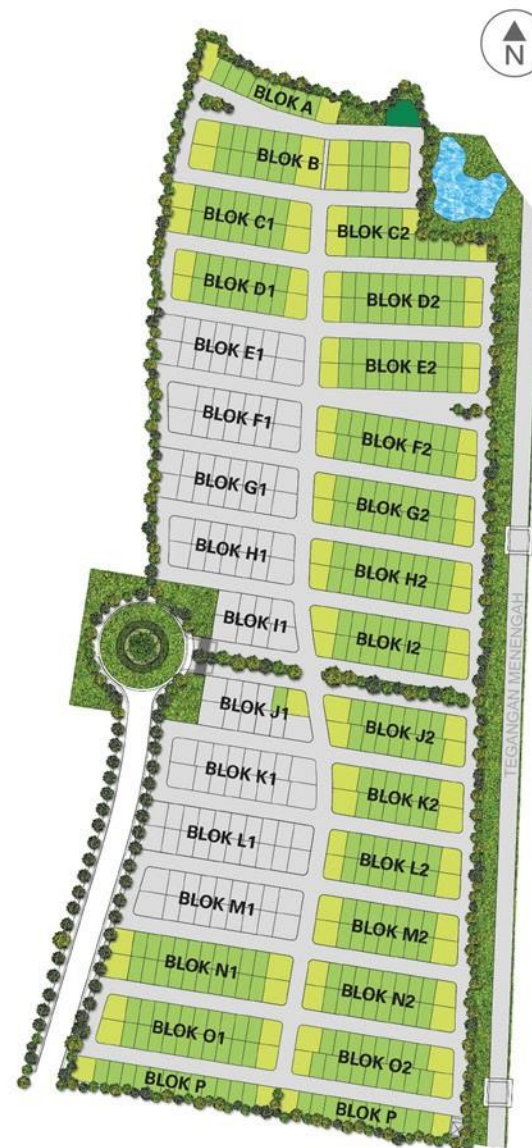 N
BLOK A
BLOK B
BLOK C1
BLOK C2
BLOK D1
BLOK D2
BLOK E1
BLOK E2
BLOK F1
BLOK F2
BLOK G1
BLOK G2
BLOK H1
BLOK H2
BLOK I1
BLOK I2
BLOK J1
BLOK J2
BLOK K1
BLOK K2
BLOK L1
BLOK L2
BLOK M1
BLOK M2
BLOK N1
BLOK N2
BLOK O1
BLOK O2
BLOK P
BLOK P
TEGANGAN MENENGAH